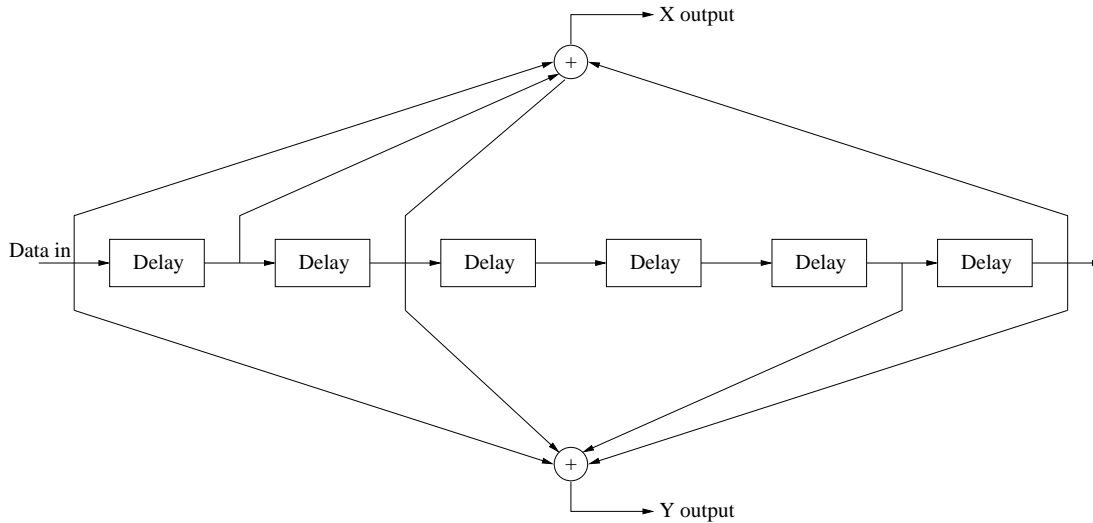 X output
+
Data in
Delay Delay Delay Delay Delay Delay
+
Y output